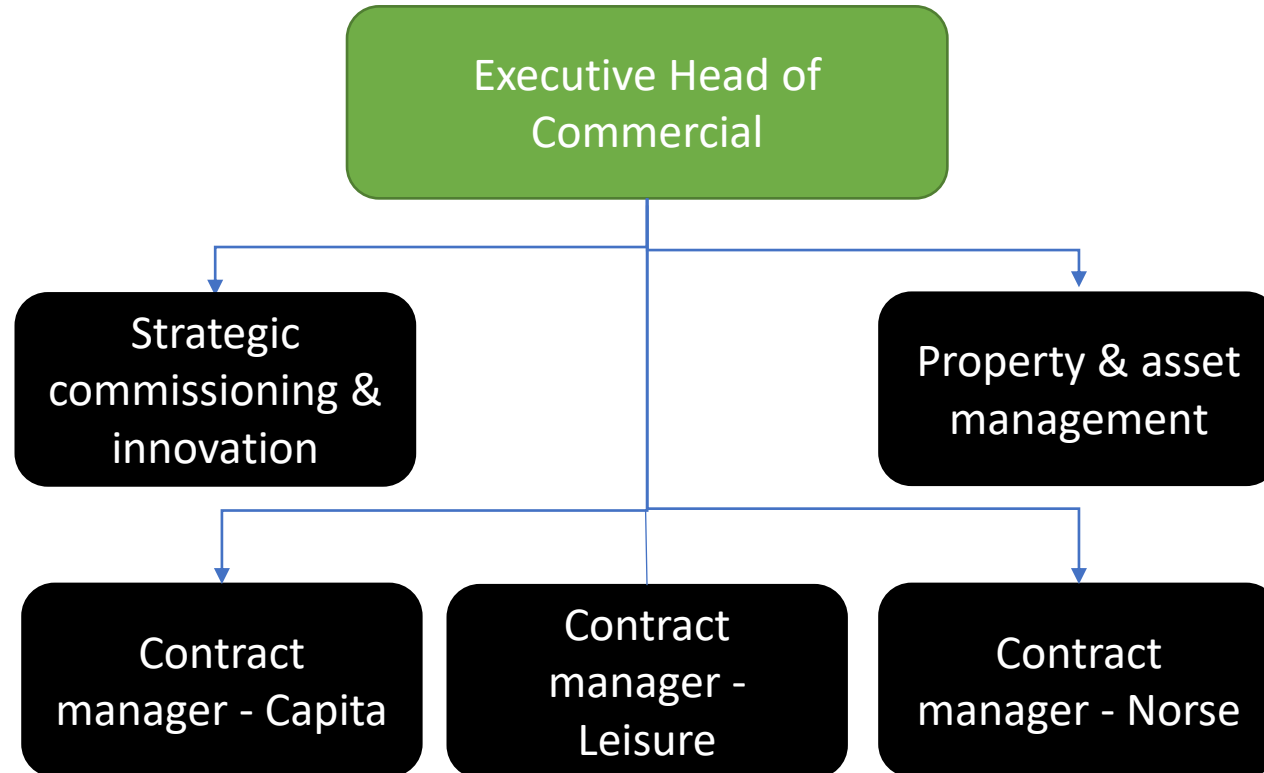 Executive Head of
Commercial
Strategic
commissioning &
innovation
Property & asset
management
Contract
manager - Capita
Contract
manager -
Leisure
Contract
manager - Norse